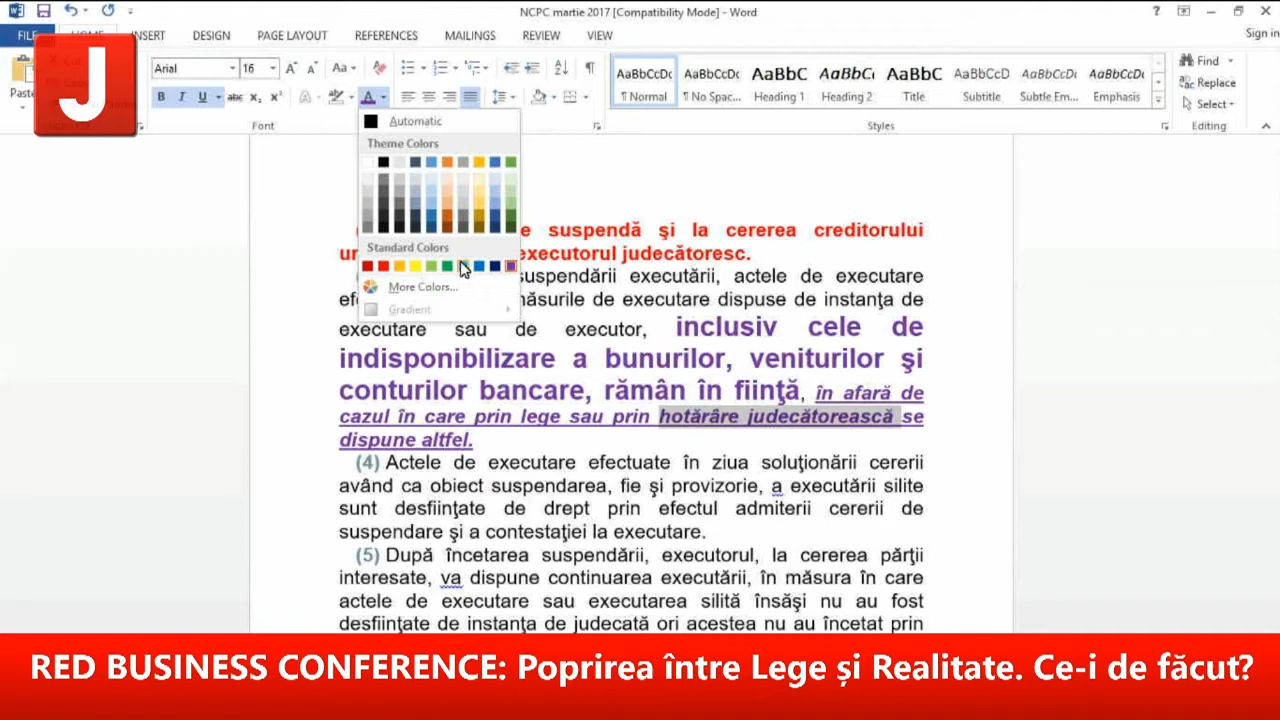 NCPC martie 2017 [Compatibility Mode] - Word
FILE HOME INSERT DESIGN PAGE LAYOUT REFERENCES MAILINGS REVIEW VIEW Sign in
J
Paste
Arial 16 Aa
B I U abc X₂ X² A A
AaBbCcDc AaBbCcDc AaBbC AaBbCc AaBbC AaBbCcD AaBbCcDc AaBbCcDc
¶ Normal ¶ No Spac... Heading 1 Heading 2 Title Subtitle Subtle Em... Emphasis
Find
Replace
Select
Font Styles Editing
Automatic
Theme Colors
Standard Colors
More Colors...
Gradient
suspendă şi la cererea creditorului
executorul judecătoresc.
suspendării executării, actele de executare
măsurile de executare dispuse de instanţa de
executare sau de executor, inclusiv cele de
indisponibilizare a bunurilor, veniturilor şi
conturilor bancare, rămân în fiinţă, în afară de
cazul în care prin lege sau prin hotărâre judecătorească se
dispune altfel.
(4) Actele de executare efectuate în ziua soluţionării cererii
având ca obiect suspendarea, fie şi provizorie, a executării silite
sunt desfiinţate de drept prin efectul admiterii cererii de
suspendare şi a contestaţiei la executare.
(5) După încetarea suspendării, executorul, la cererea părţii
interesate, va dispune continuarea executării, în măsura în care
actele de executare sau executarea silită însăşi nu au fost
desfiinţate de instanţa de judecată ori acestea nu au încetat prin
RED BUSINESS CONFERENCE: Poprirea între Lege și Realitate. Ce-i de făcut?